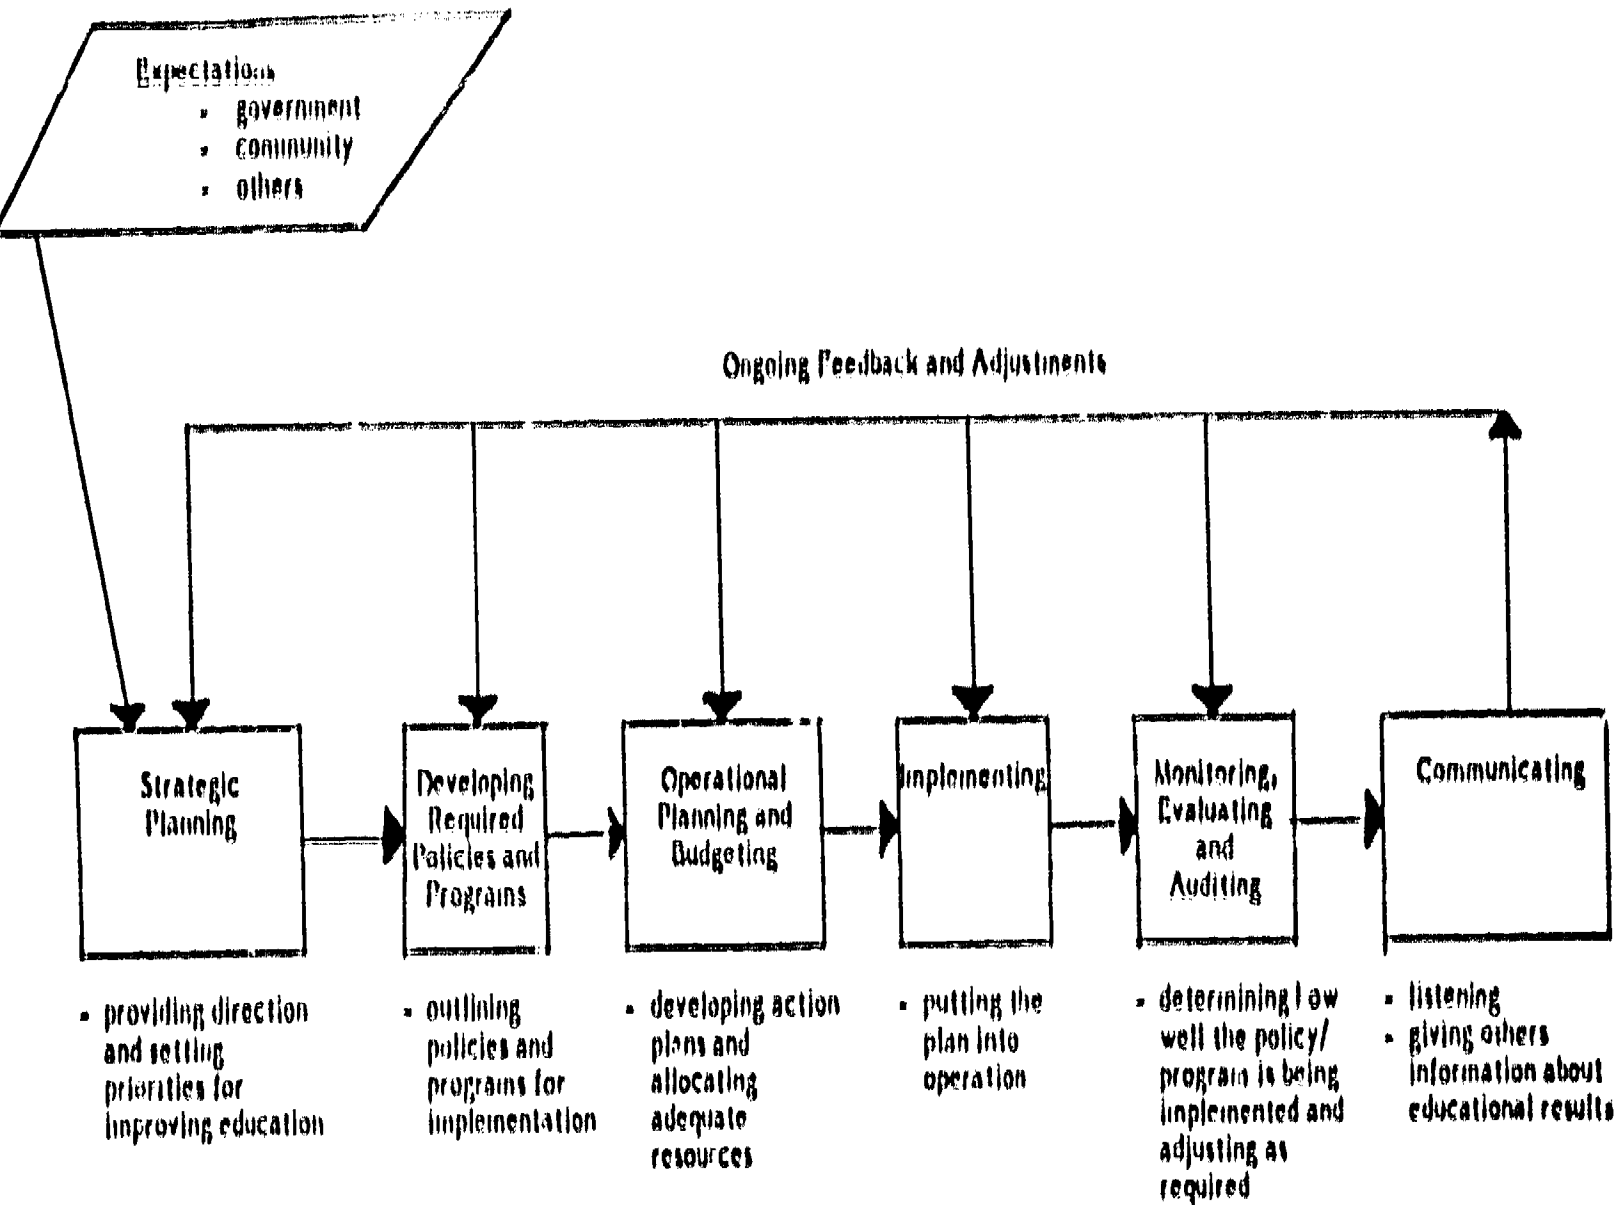 Expectations
▪ government
▪ community
▪ others
Ongoing Feedback and Adjustments
Strategic
Planning
Developing
Required
Policies and
Programs
Operational
Planning and
Budgeting
Implementing
Monitoring,
Evaluating
and
Auditing
Communicating
▪ providing direction
and setting
priorities for
improving education
▪ outlining
policies and
programs for
implementation
▪ developing action
plans and
allocating
adequate
resources
▪ putting the
plan into
operation
▪ determining how
well the policy/
program is being
implemented and
adjusting as
required
▪ listening
▪ giving others
information about
educational results